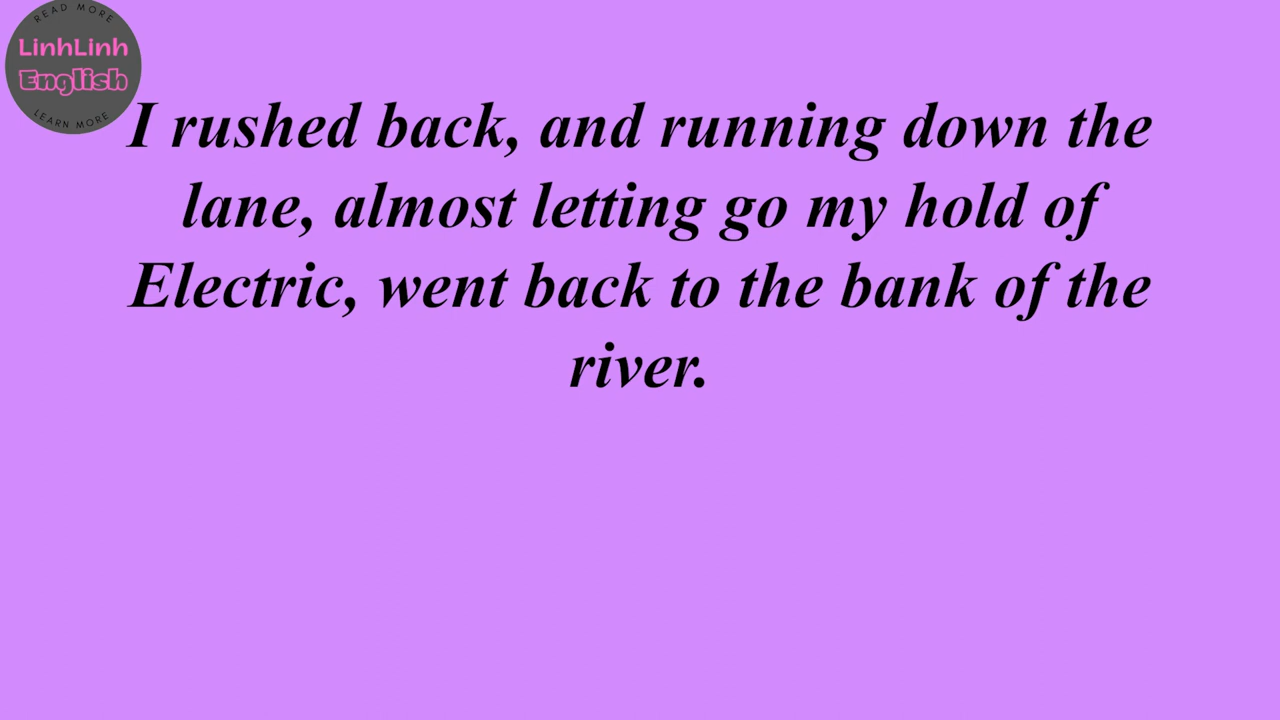 READ MORE
LinhLinh
English
LEARN MORE
I rushed back, and running down the
lane, almost letting go my hold of
Electric, went back to the bank of the
river.